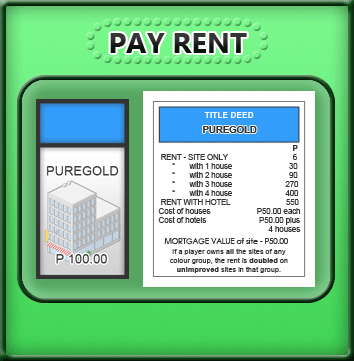 PAY RENT
PUREGOLD
P 100.00
TITLE DEED
PUREGOLD
P
RENT - SITE ONLY 6
" with 1 house 30
" with 2 house 90
" with 3 house 270
" with 4 house 400
RENT WITH HOTEL 550
Cost of houses P50.00 each
Cost of hotels P50.00 plus
4 houses
MORTGAGE VALUE of site - P50.00
If a player owns all the sites of any
colour group, the rent is doubled on
unimproved sites in that group.